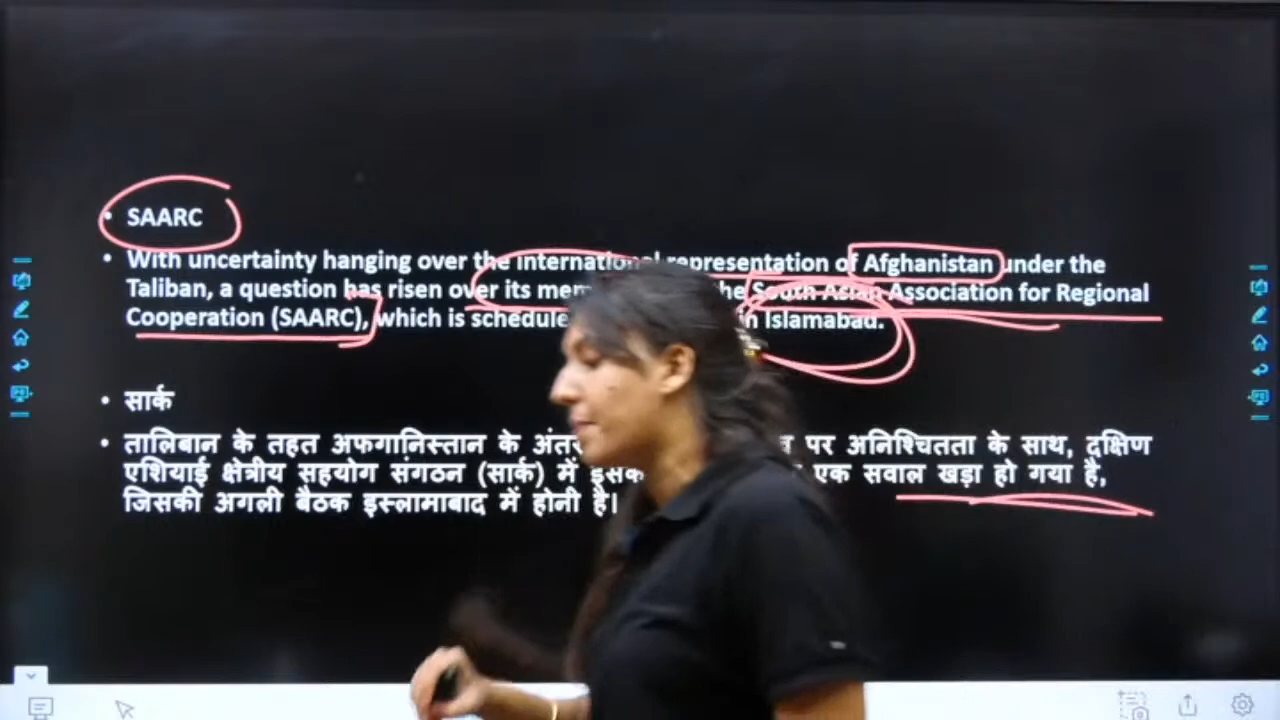 • SAARC
• With uncertainty hanging over the international representation of Afghanistan under the
Taliban, a question has risen over its the South Asian Association for Regional
Cooperation (SAARC), which is in Islamabad.
• सार्क
• तालिबान के तहत अफगानिस्तान के पर अनिश्चितता के साथ, दक्षिण
एशियाई क्षेत्रीय सहयोग संगठन (सार्क) में एक सवाल खड़ा हो गया है,
जिसकी अगली बैठक इस्लामाबाद में होनी है।